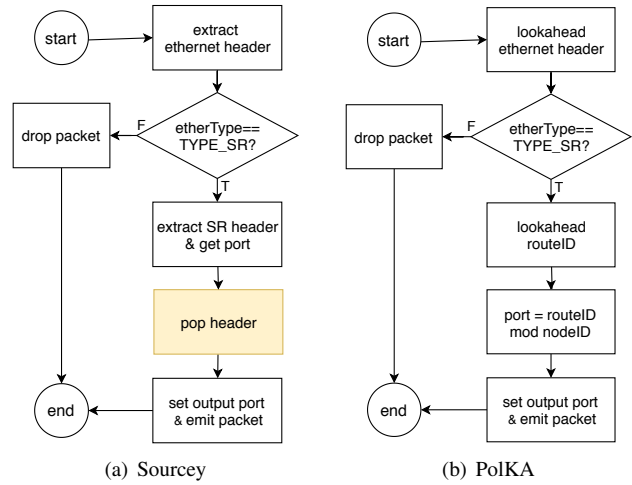 start
extract
ethernet header
etherType==
TYPE_SR?
F
drop packet
T
extract SR header
& get port
pop header
set output port
& emit packet
end
(a) Sourcey
start
lookahead
ethernet header
etherType==
TYPE_SR?
F
drop packet
T
lookahead
routeID
port = routeID
mod nodeID
set output port
& emit packet
end
(b) PolKA